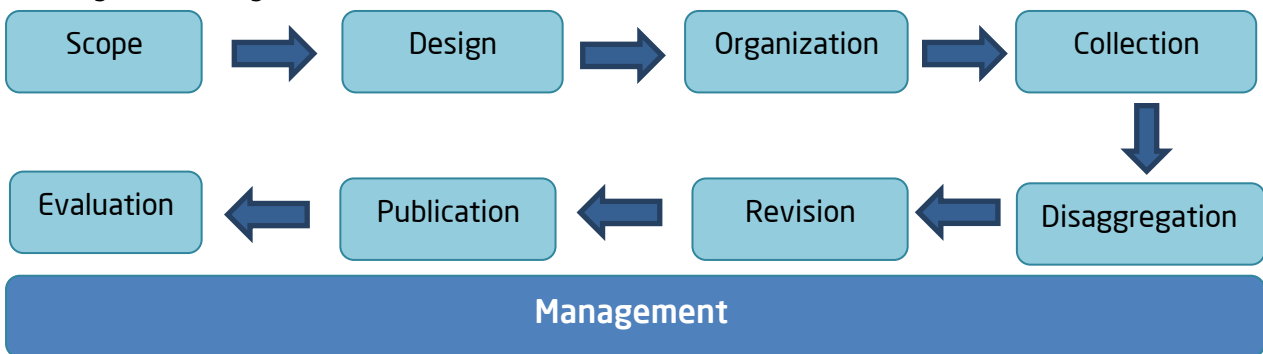 Scope
Design
Organization
Collection
Disaggregation
Revision
Publication
Evaluation
Management